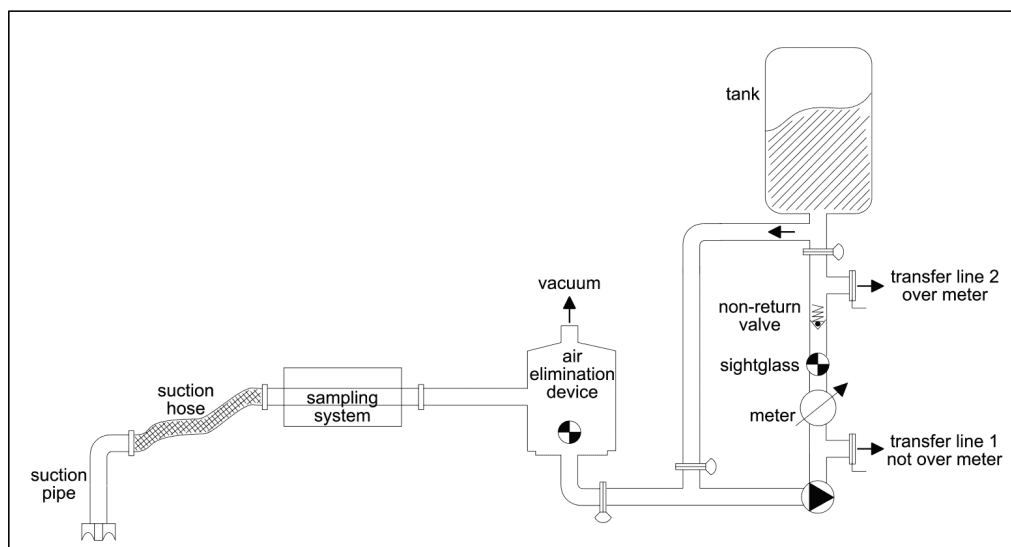 tank
transfer line 2
over meter
vacuum
non-return
valve
air
elimination
device
sightglass
suction
hose
sampling
system
meter
transfer line 1
not over meter
suction
pipe